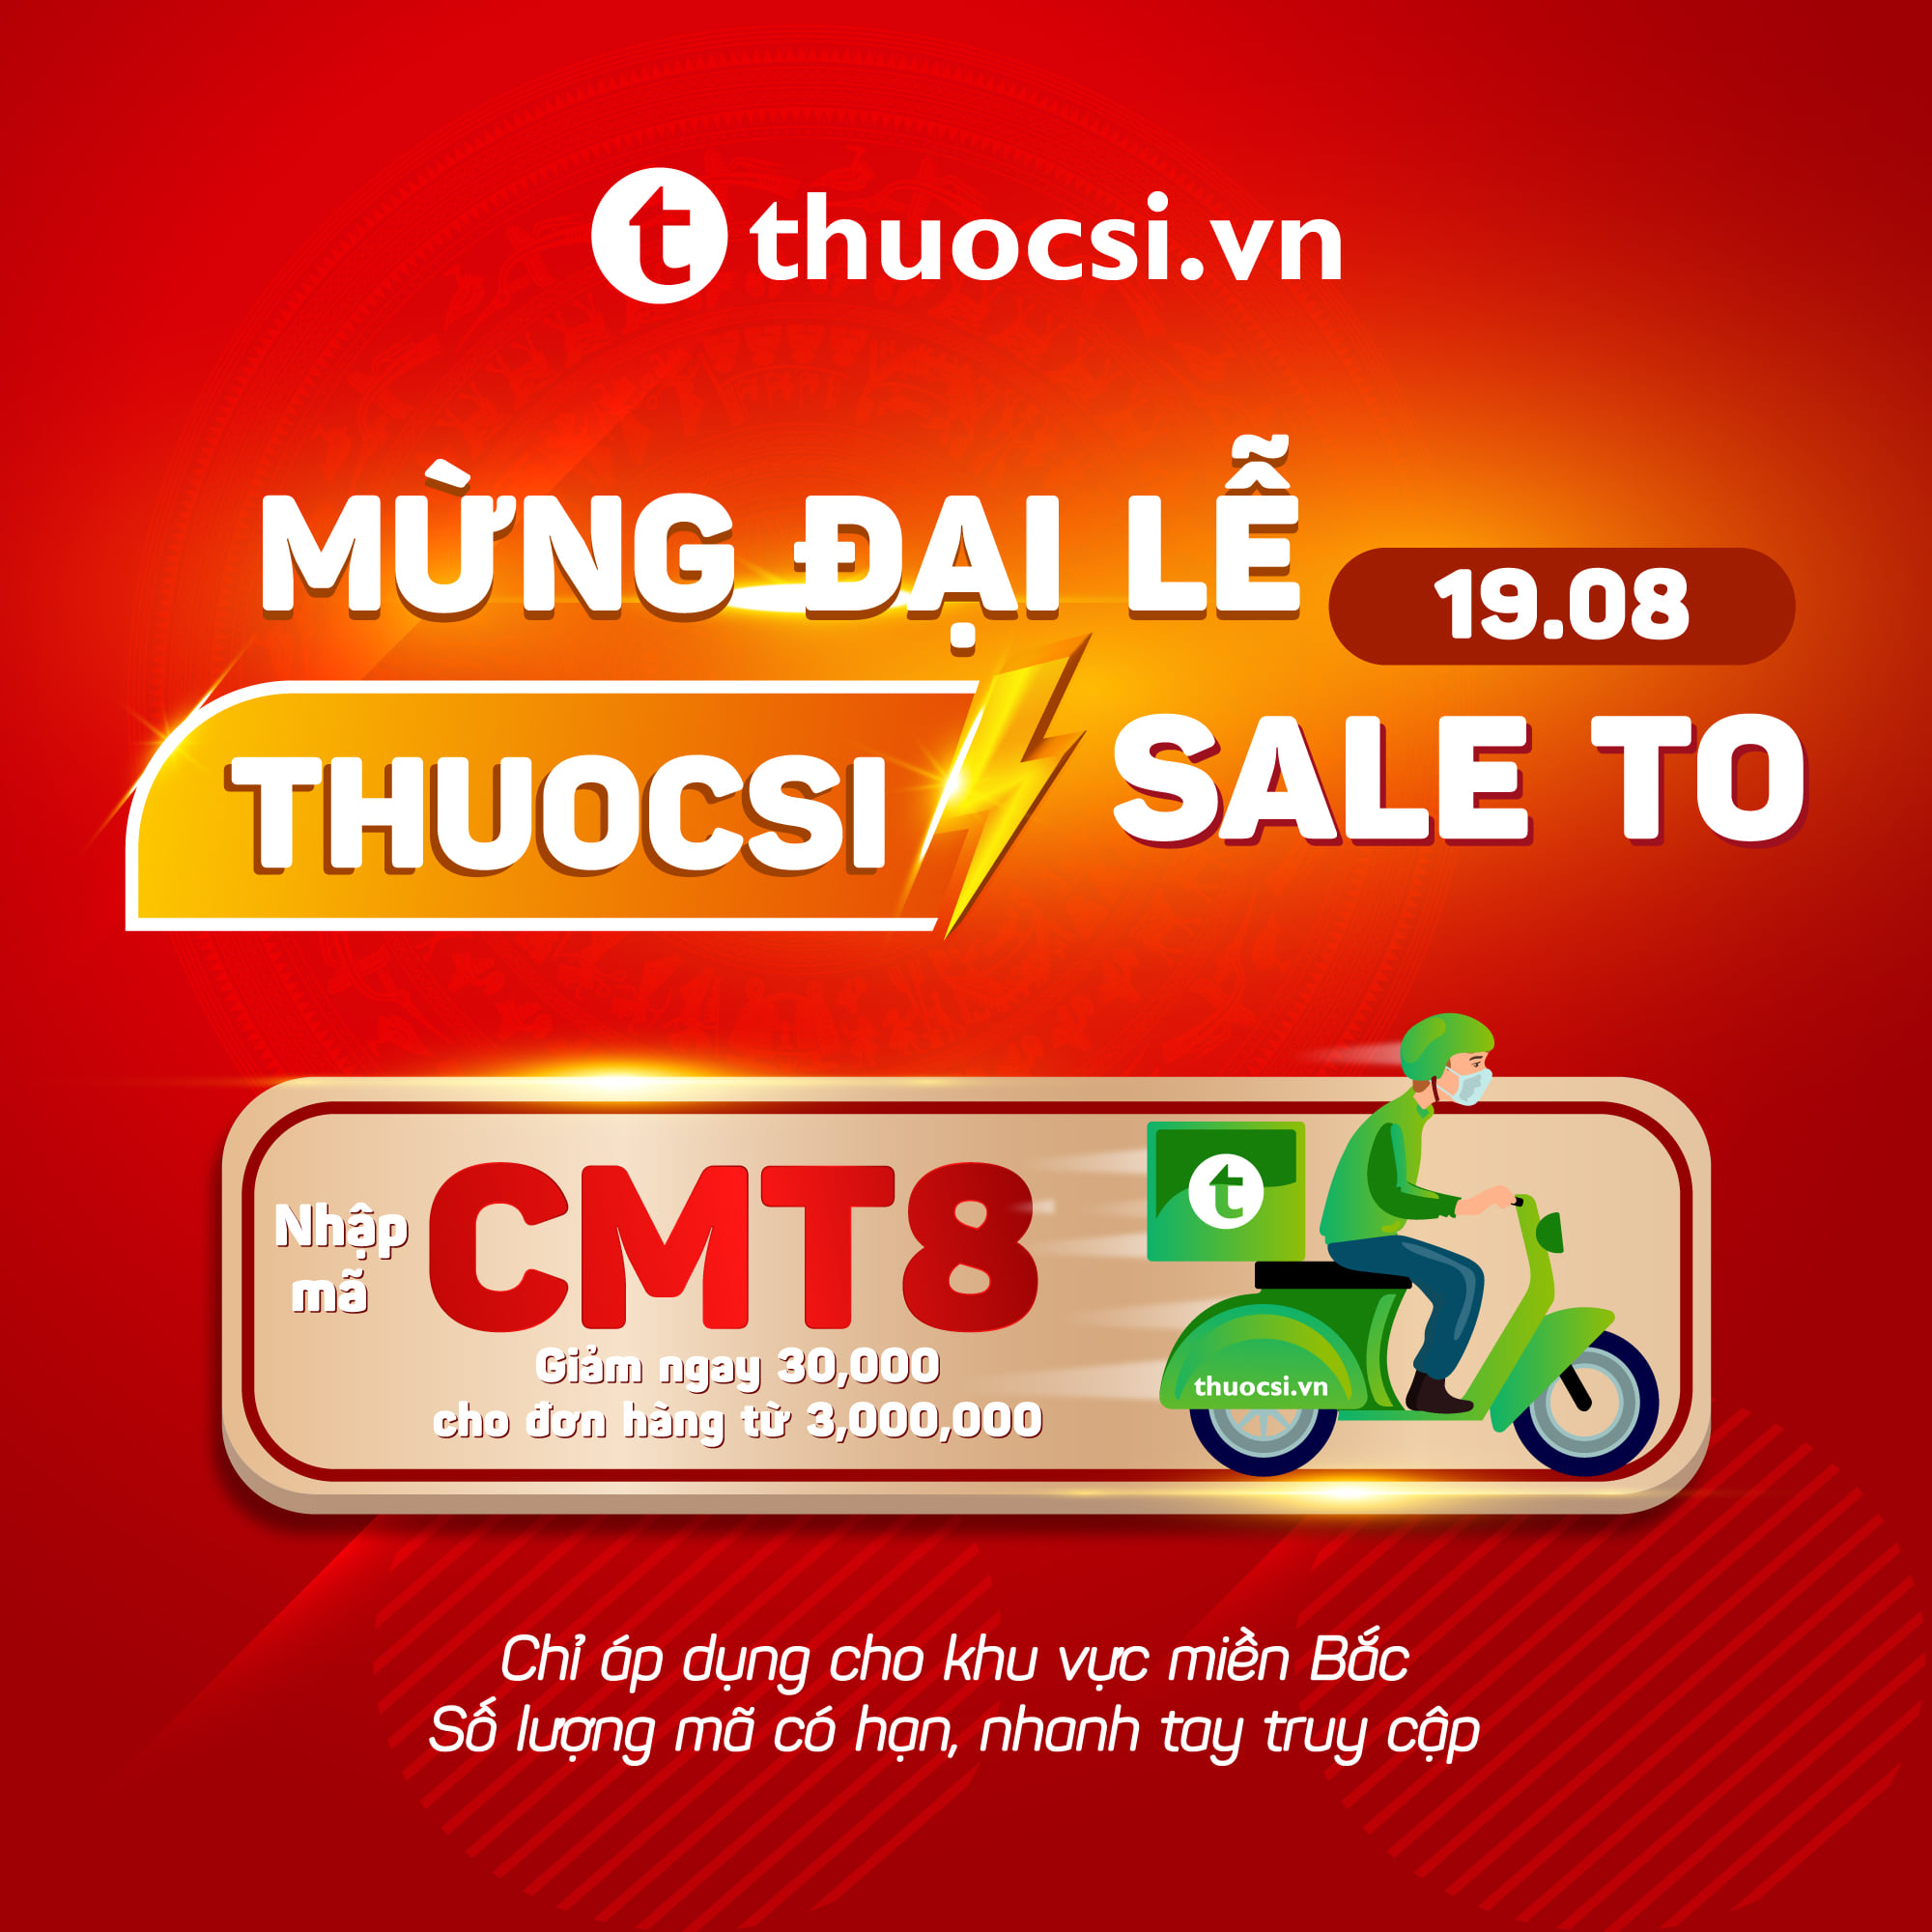 t thuocsi.vn
MỪNG ĐẠI LỄ
19.08
THUOCSI SALE TO
Nhập
mã
CMT8
Giảm ngay 30,000
cho đơn hàng từ 3,000,000
t
thuocsi.vn
Chỉ áp dụng cho khu vực miền Bắc
Số lượng mã có hạn, nhanh tay truy cập